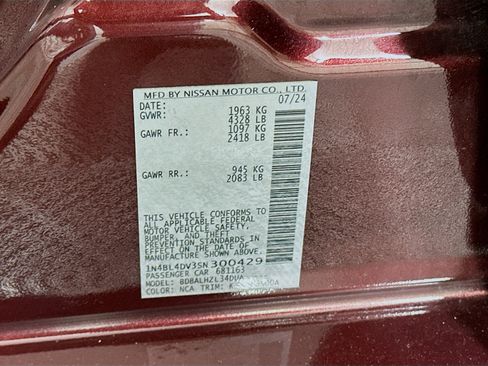 MFD BY NISSAN MOTOR CO., LTD.
DATE: 07/24
GVWR: 1963 KG
4328 LB
GAWR FR: 1097 KG
2418 LB
GAWR RR: 945 KG
2083 LB
THIS VEHICLE CONFORMS TO
ALL APPLICABLE FEDERAL
MOTOR VEHICLE SAFETY,
BUMPER, AND THEFT
PREVENTION STANDARDS
IN EFFECT ON THE DATE OF
MANUFACTURE SHOWN ABOVE.
1N4BL4DV3SN300429
PASSENGER CAR 681163
MODEL: BDBALHZL34DUA
COLOR: NCA TRIM: